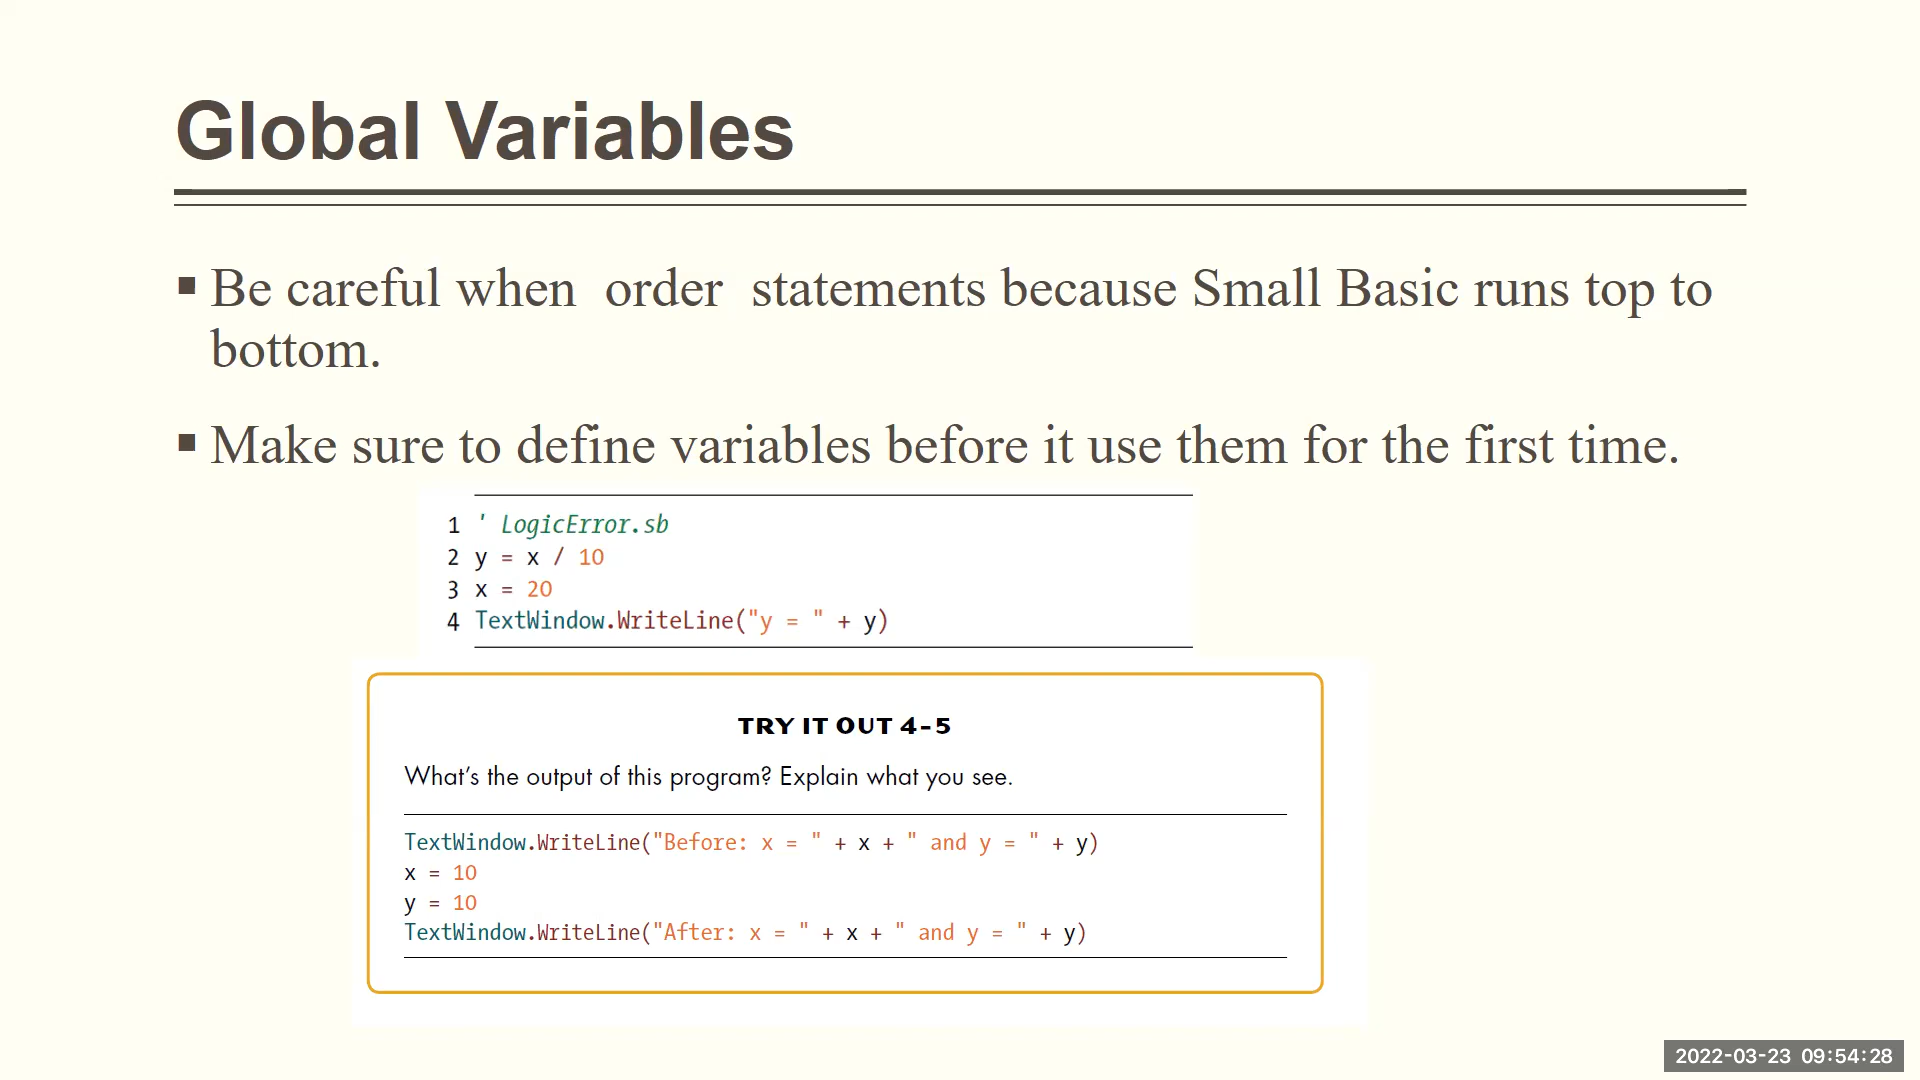 Global Variables
▪ Be careful when  order  statements because Small Basic runs top to
bottom.
▪ Make sure to define variables before it use them for the first time.
1 ' LogicError.sb
2 y = x / 10
3 x = 20
4 TextWindow.WriteLine("y = " + y)
TRY IT OUT 4-5
What's the output of this program? Explain what you see.
TextWindow.WriteLine("Before: x = " + x + " and y = " + y)
x = 10
y = 10
TextWindow.WriteLine("After: x = " + x + " and y = " + y)
2022-03-23 09:54:28